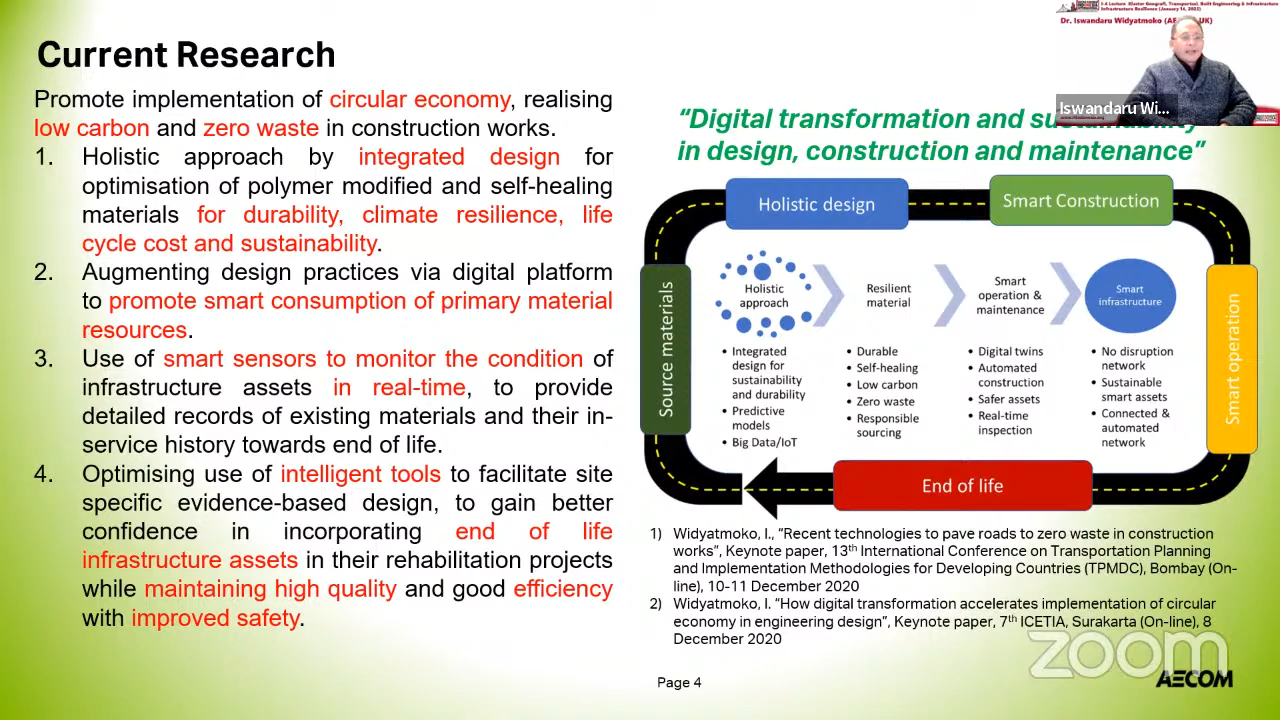 Current Research
Promote implementation of circular economy, realising
low carbon and zero waste in construction works.
1. Holistic approach by integrated design for
optimisation of polymer modified and self-healing
materials for durability, climate resilience, life
cycle cost and sustainability.
2. Augmenting design practices via digital platform
to promote smart consumption of primary material
resources.
3. Use of smart sensors to monitor the condition of
infrastructure assets in real-time, to provide
detailed records of existing materials and their in-
service history towards end of life.
4. Optimising use of intelligent tools to facilitate site
specific evidence-based design, to gain better
confidence in incorporating end of life
infrastructure assets in their rehabilitation projects
while maintaining high quality and good efficiency
with improved safety.
Infrastructure Resilience (January 14, 2022)
Dr. Iswandaru Widyatmoko
UK)
Iswandaru Wi...
"Digital transformation and
in design, construction and maintenance"
Holistic design
Smart Construction
Source materials
Smart operation
End of life
Holistic
approach
Resilient
material
Smart
operation &
maintenance
Smart
infrastructure
• Integrated
design for
sustainability
and durability
• Predictive
models
• Big Data/IoT
• Durable
• Self-healing
• Low carbon
• Zero waste
• Responsible
sourcing
• Digital twins
• Automated
construction
• Safer assets
• Real-time
inspection
• No disruption
network
• Sustainable
smart assets
• Connected &
automated
network
1) Widyatmoko, I., "Recent technologies to pave roads to zero waste in construction
works", Keynote paper, 13th International Conference on Transportation Planning
and Implementation Methodologies for Developing Countries (TPMDC), Bombay (On-
line), 10-11 December 2020
2) Widyatmoko, I. "How digital transformation accelerates implementation of circular
economy in engineering design", Keynote paper, 7th ICETIA, Surakarta (On-line), 8
December 2020
zoom
Page 4
AECOM